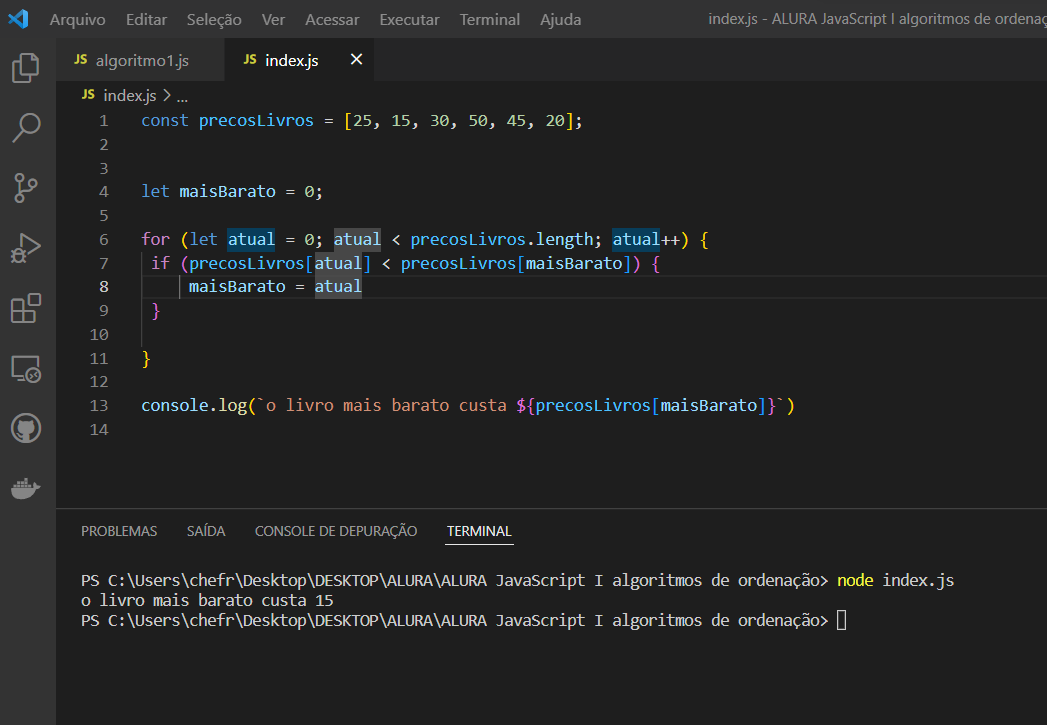 Arquivo Editar Seleção Ver Acessar Executar Terminal Ajuda index.js - ALURA JavaScript I algoritmos de
JS algoritmo1.js JS index.js ×
JS index.js > ...
1 const precosLivros = [25, 15, 30, 50, 45, 20];
2
3
4 let maisBarato = 0;
5
6 for (let atual = 0; atual < precosLivros.length; atual++) {
7 if (precosLivros[atual] < precosLivros[maisBarato]) {
8 maisBarato = atual
9 }
10
11 }
12
13 console.log(`o livro mais barato custa ${precosLivros[maisBarato]}`)
14
PROBLEMAS SAÍDA CONSOLE DE DEPURAÇÃO TERMINAL
PS C:\Users\chefr\Desktop\DESKTOP\ALURA\ALURA JavaScript I algoritmos de ordenação> node index.js
o livro mais barato custa 15
PS C:\Users\chefr\Desktop\DESKTOP\ALURA\ALURA JavaScript I algoritmos de ordenação>